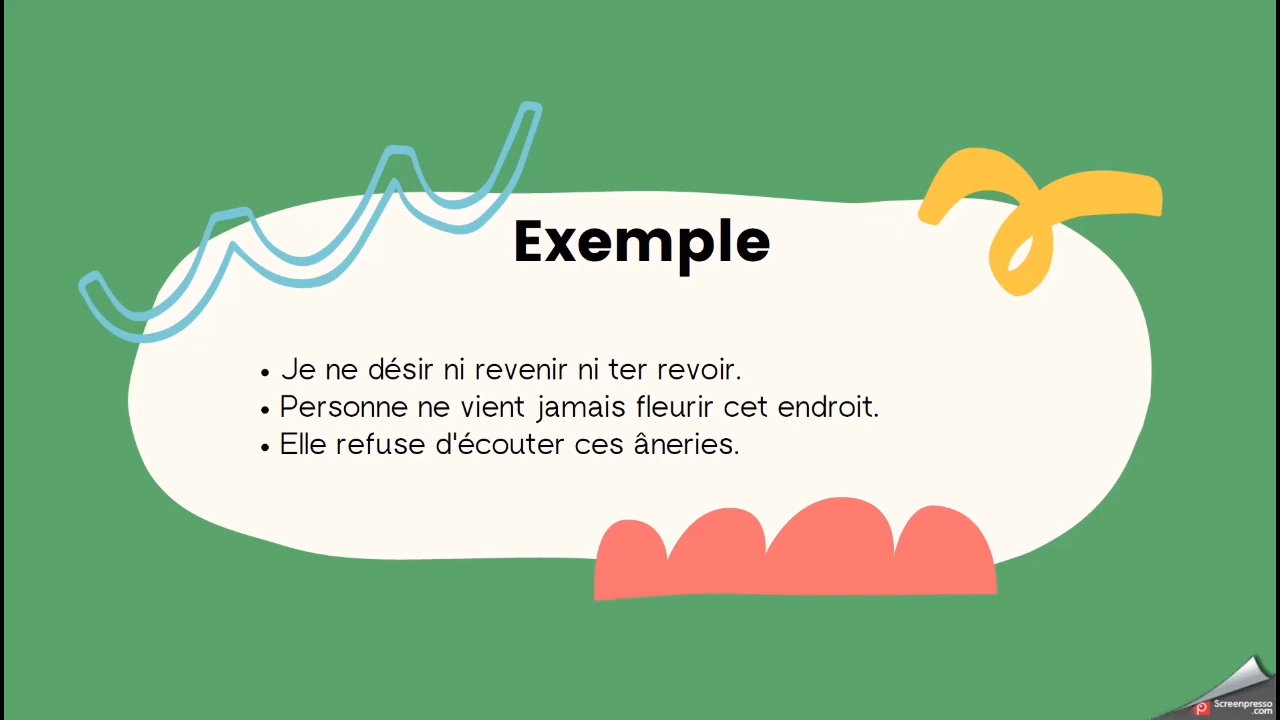 Exemple
• Je ne désir ni revenir ni ter revoir.
• Personne ne vient jamais fleurir cet endroit.
• Elle refuse d'écouter ces âneries.
Screenpresso
.com